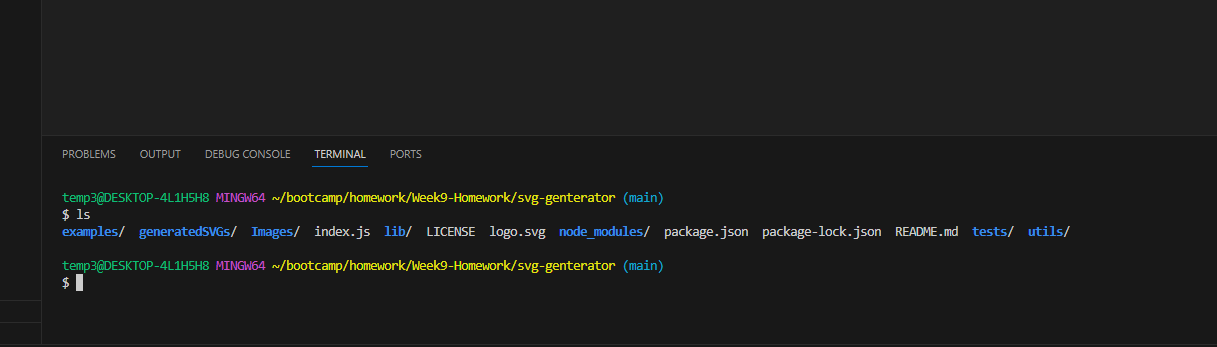 PROBLEMS OUTPUT DEBUG CONSOLE TERMINAL PORTS
temp3@DESKTOP-4L1H5H8 MINGW64 ~/bootcamp/homework/Week9-Homework/svg-genterator (main)
$ ls
examples/ generatedSVGs/ Images/ index.js lib/ LICENSE logo.svg node_modules/ package.json package-lock.json README.md tests/ utils/
temp3@DESKTOP-4L1H5H8 MINGW64 ~/bootcamp/homework/Week9-Homework/svg-genterator (main)
$